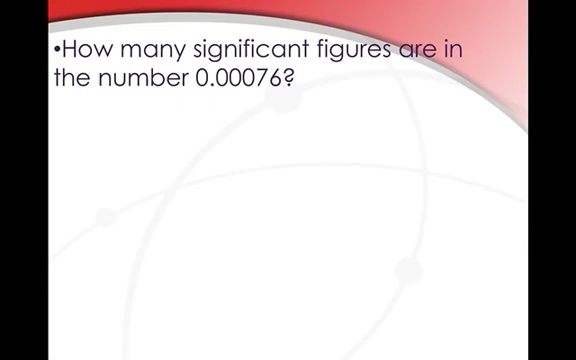 •How many significant figures are in
the number 0.00076?